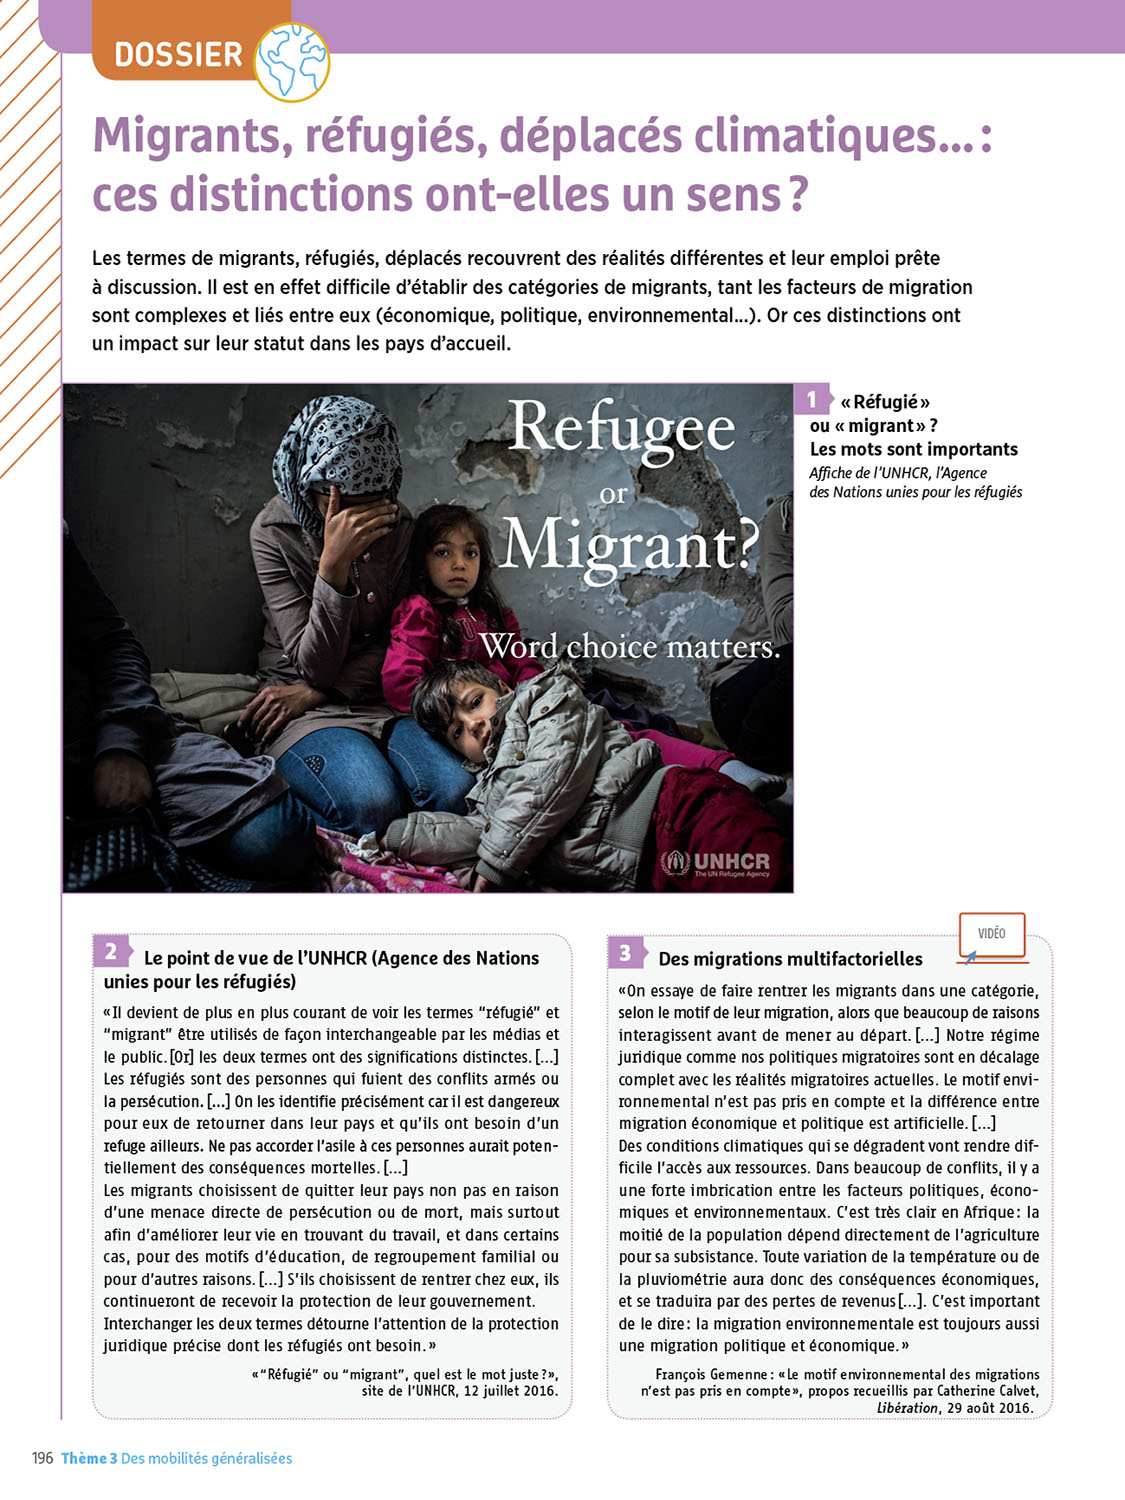 DOSSIER
Migrants, réfugiés, déplacés climatiques... :
ces distinctions ont-elles un sens ?
Les termes de migrants, réfugiés, déplacés recouvrent des réalités différentes et leur emploi prête
à discussion. Il est en effet difficile d’établir des catégories de migrants, tant les facteurs de migration
sont complexes et liés entre eux (économique, politique, environnemental...). Or ces distinctions ont
un impact sur leur statut dans les pays d’accueil.
Refugee
or
Migrant?
Word choice matters.
UNHCR
The UN Refugee Agency
1 « Réfugié »
ou « migrant » ?
Les mots sont importants
Affiche de l’UNHCR, l’Agence
des Nations unies pour les réfugiés
2 Le point de vue de l’UNHCR (Agence des Nations
unies pour les réfugiés)
« Il devient de plus en plus courant de voir les termes “réfugié” et
“migrant” être utilisés de façon interchangeable par les médias et
le public. [Or] les deux termes ont des significations distinctes. [...]
Les réfugiés sont des personnes qui fuient des conflits armés ou
la persécution. [...] On les identifie précisément car il est dangereux
pour eux de retourner dans leur pays et qu’ils ont besoin d’un
refuge ailleurs. Ne pas accorder l’asile à ces personnes aurait poten-
tiellement des conséquences mortelles. [...]
Les migrants choisissent de quitter leur pays non pas en raison
d’une menace directe de persécution ou de mort, mais surtout
afin d’améliorer leur vie en trouvant du travail, et dans certains
cas, pour des motifs d’éducation, de regroupement familial ou
pour d’autres raisons. [...] S’ils choisissent de rentrer chez eux, ils
continueront de recevoir la protection de leur gouvernement.
Interchanger les deux termes détourne l’attention de la protection
juridique précise dont les réfugiés ont besoin. »
« “Réfugié” ou “migrant”, quel est le mot juste ? »,
site de l’UNHCR, 12 juillet 2016.
VIDÉO
3 Des migrations multifactorielles
« On essaye de faire rentrer les migrants dans une catégorie,
selon le motif de leur migration, alors que beaucoup de raisons
interagissent avant de mener au départ. [...] Notre régime
juridique comme nos politiques migratoires sont en décalage
complet avec les réalités migratoires actuelles. Le motif envi-
ronnemental n’est pas pris en compte et la différence entre
migration économique et politique est artificielle. [...]
Des conditions climatiques qui se dégradent vont rendre dif-
ficile l’accès aux ressources. Dans beaucoup de conflits, il y a
une forte imbrication entre les facteurs politiques, écono-
miques et environnementaux. C’est très clair en Afrique : la
moitié de la population dépend directement de l’agriculture
pour sa subsistance. Toute variation de la température ou de
la pluviométrie aura donc des conséquences économiques,
et se traduira par des pertes de revenus [...]. C’est important
de le dire : la migration environnementale est toujours aussi
une migration politique et économique. »
François Gemenne : « Le motif environnemental des migrations
n’est pas pris en compte », propos recueillis par Catherine Calvet,
Libération, 29 août 2016.
196 Thème 3 Des mobilités généralisées